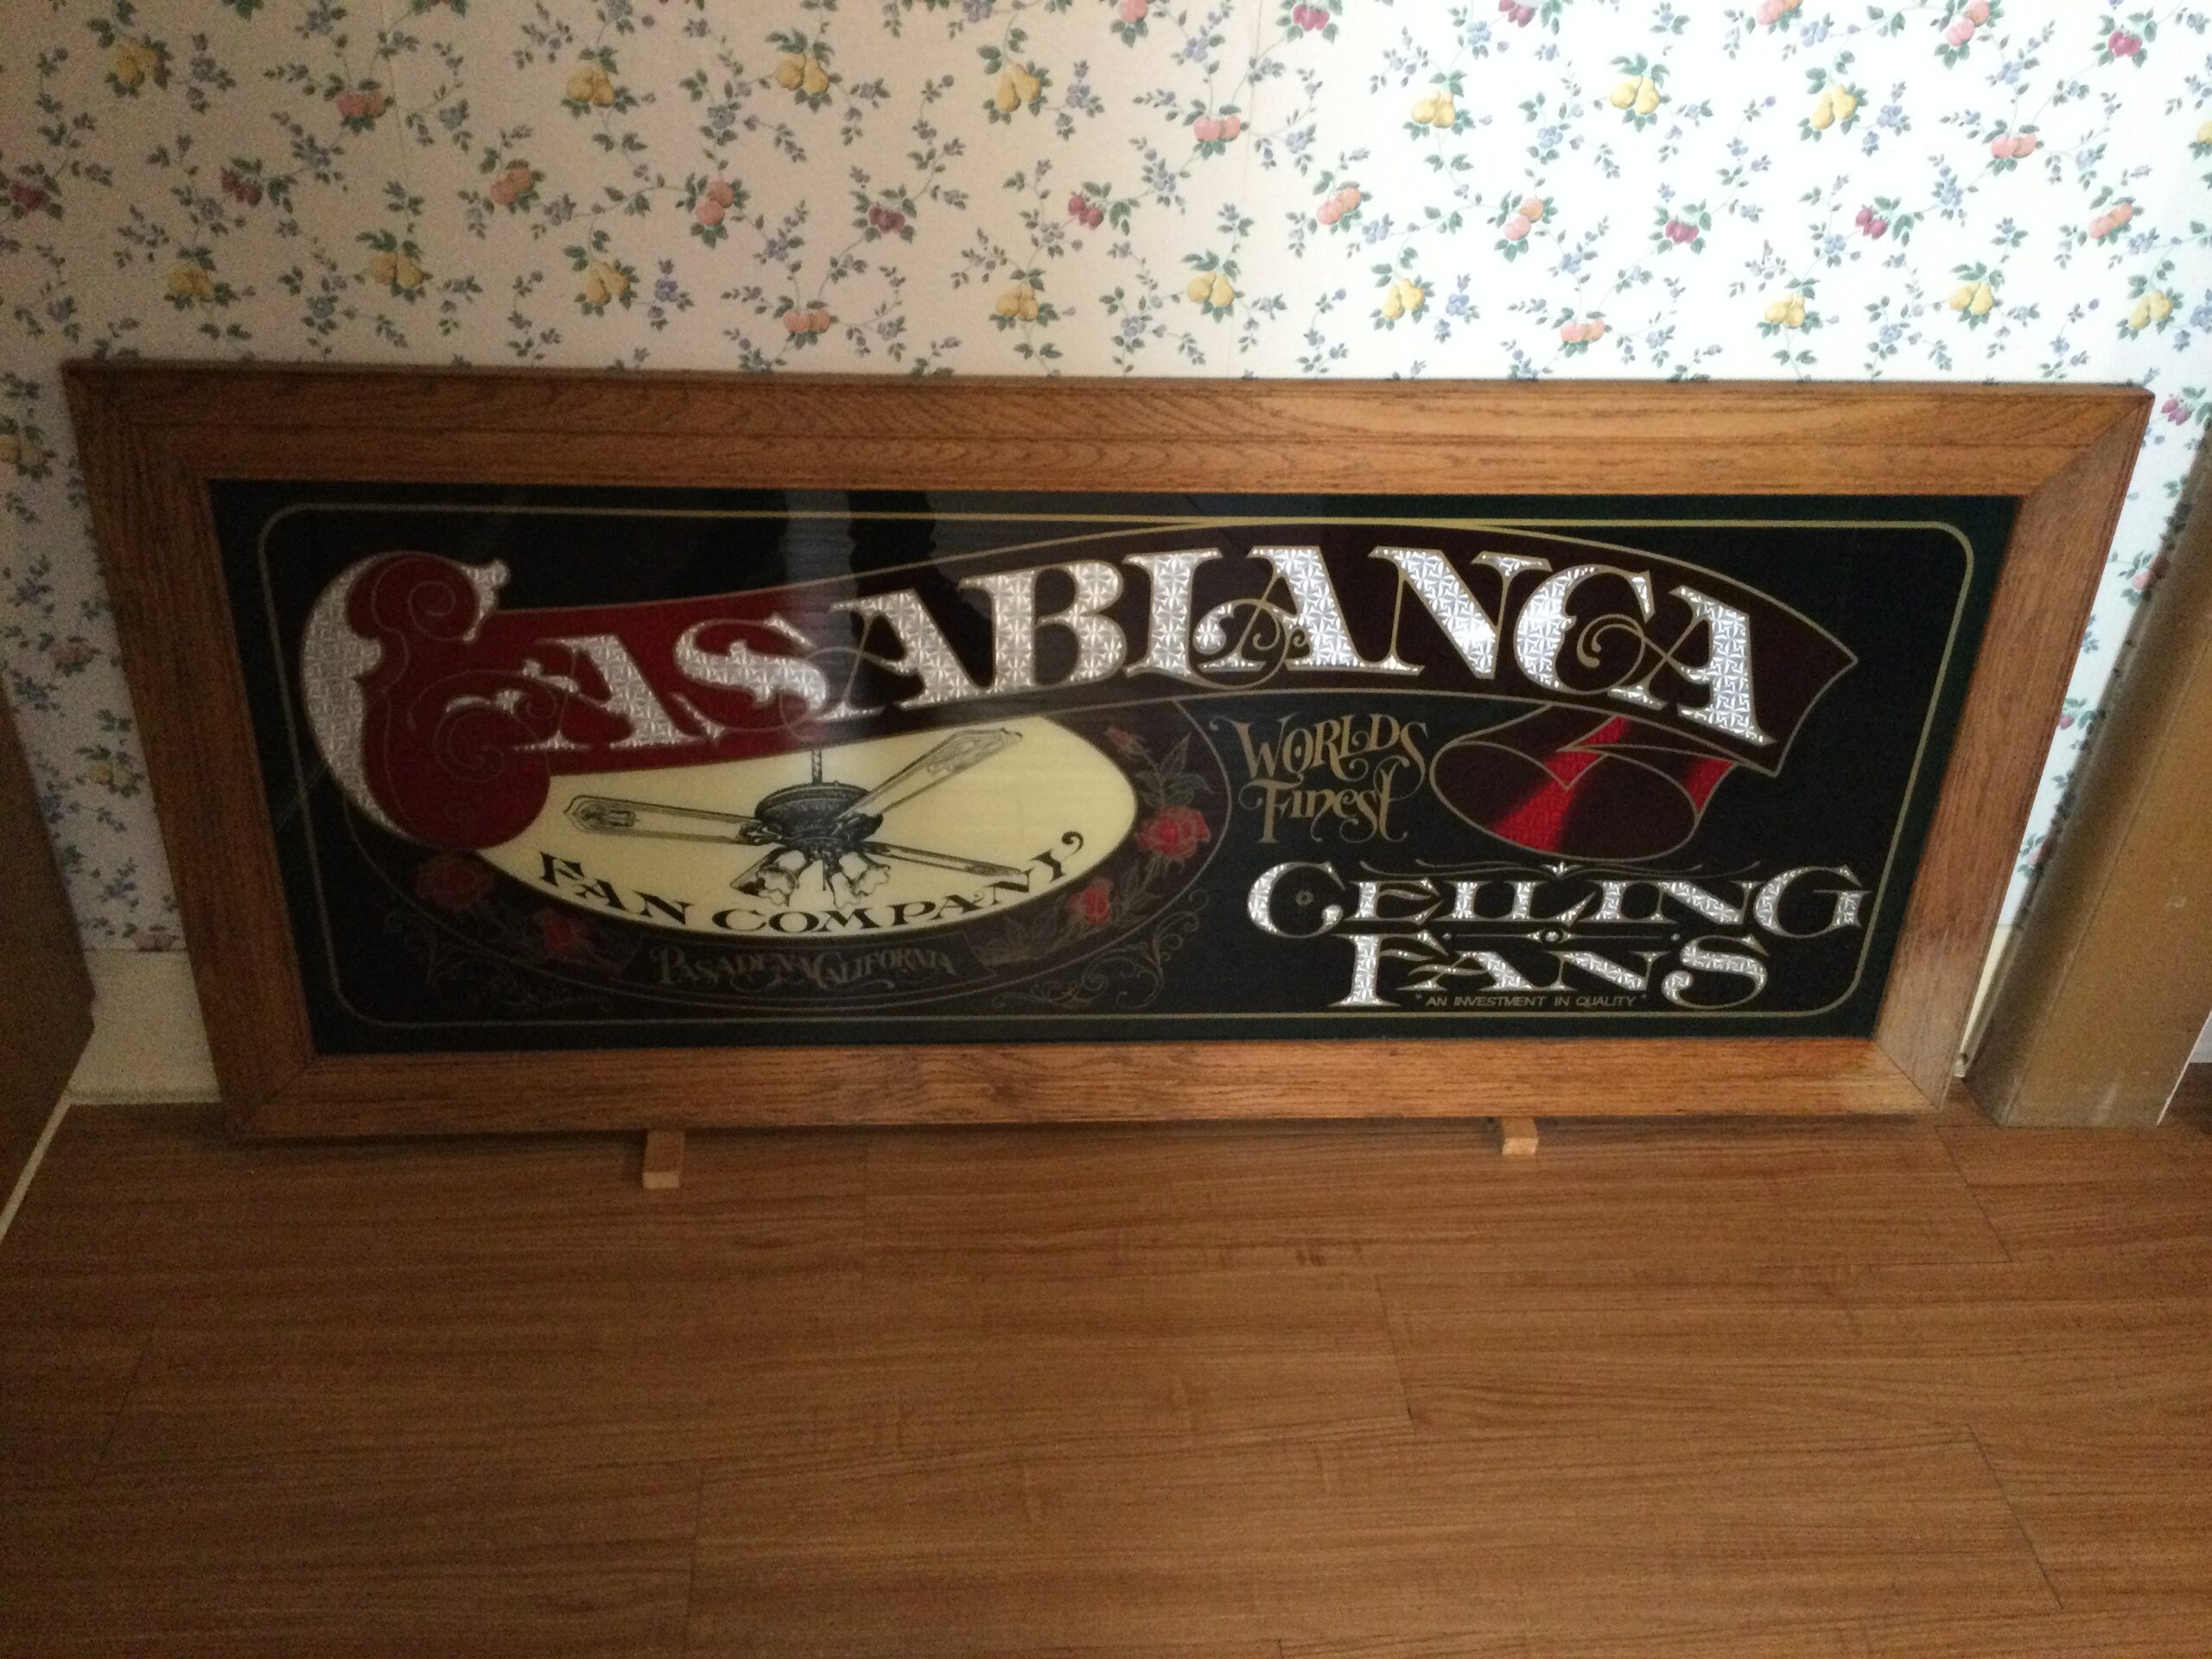 CASABLANCA
FAN COMPANY
PASADENA CALIFORNIA
WORLDS
FINEST
CEILING
FANS
"AN INVESTMENT IN QUALITY"